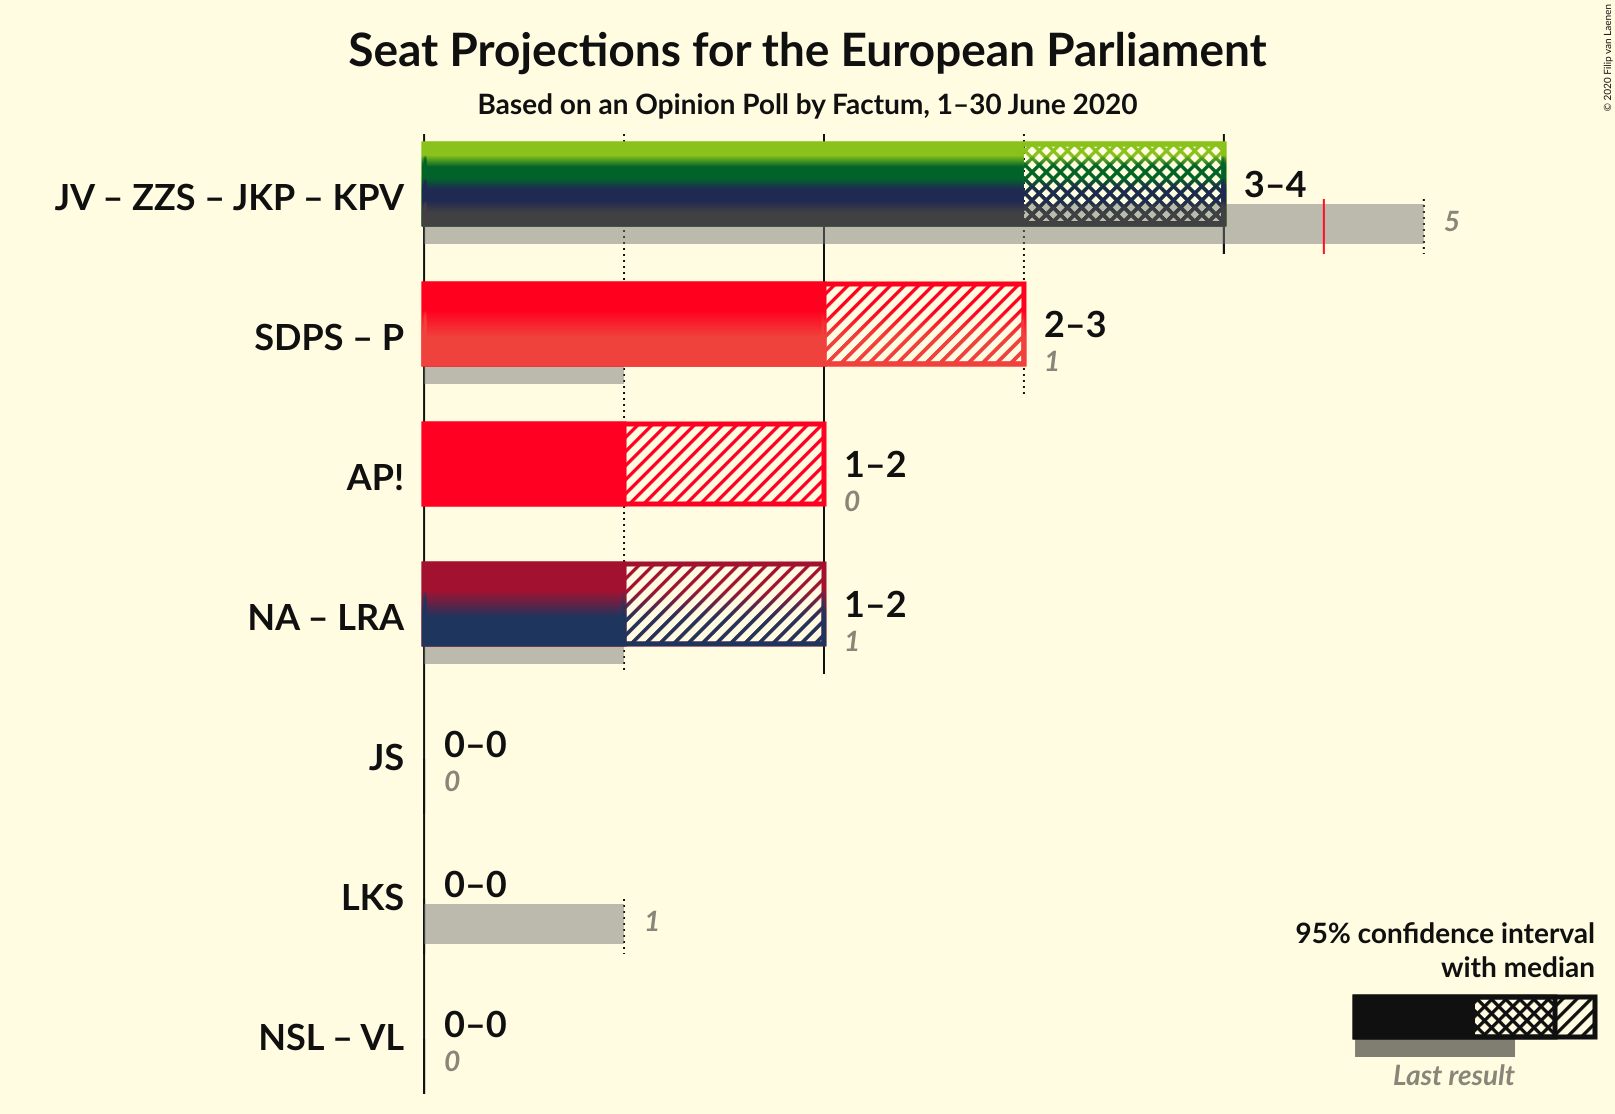 Seat Projections for the European Parliament
Based on an Opinion Poll by Factum, 1–30 June 2020
© 2020 Filip van Laenen
JV – ZZS – JKP – KPV
3–4
5
SDPS – P
2–3
1
AP!
1–2
0
NA – LRA
1–2
1
JS
0–0
0
LKS
0–0
1
NSL – VL
0–0
0
95% confidence interval
with median
Last result